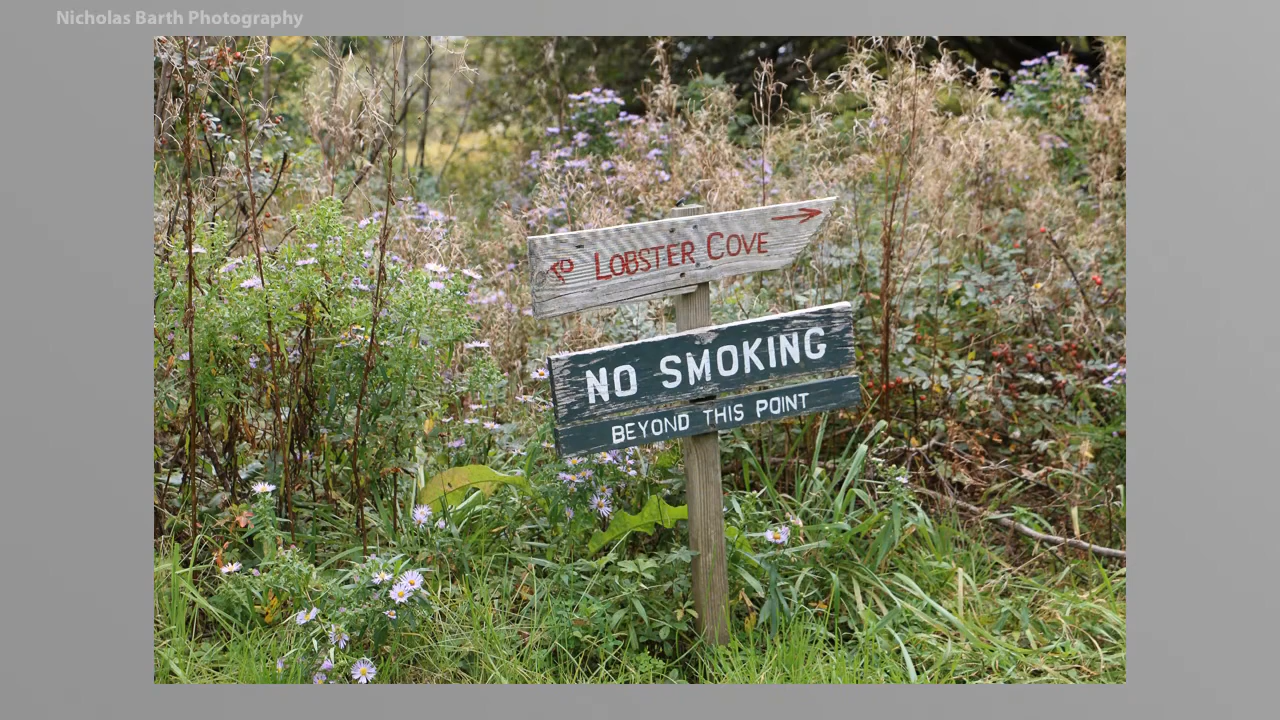 Nicholas Barth Photography
LOBSTER COVE
NO SMOKING
BEYOND THIS POINT